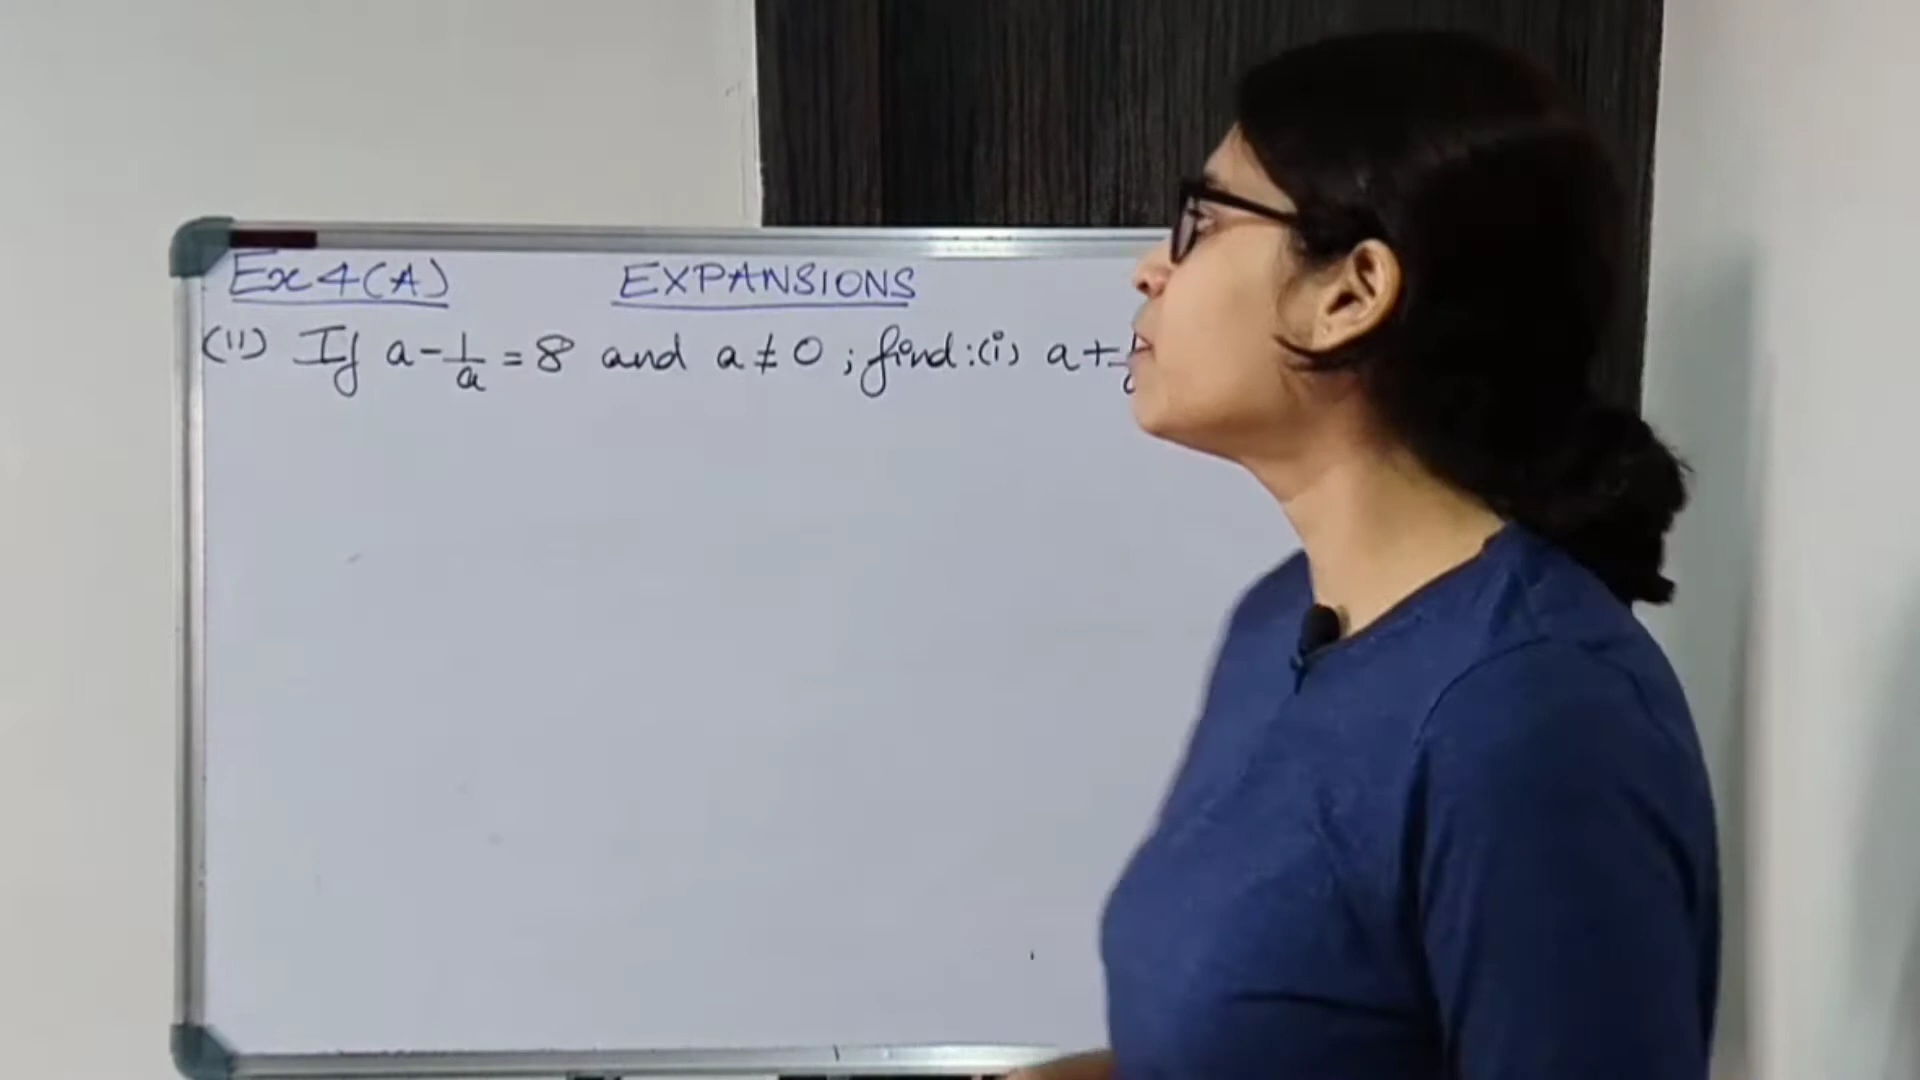 Ex 4(A) EXPANSIONS
(11) If a - 1/a = 8 and a ≠ 0 ; find: (i) a +